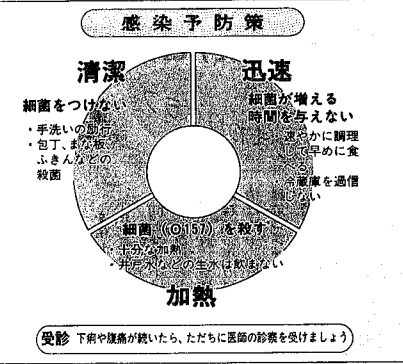 感染予防策
清潔
細菌をつけない
・手洗いの励行
・包丁、まな板、
ふきんなどの
殺菌
迅速
細菌が増える
時間を与えない
・速やかに調理
して早めに食
べる
・冷蔵庫を過信
しない
細菌(O157)を殺す
・十分な加熱
・井戸水などの生水は飲まない
加熱
受診 下痢や腹痛が続いたら、ただちに医師の診察を受けましょう